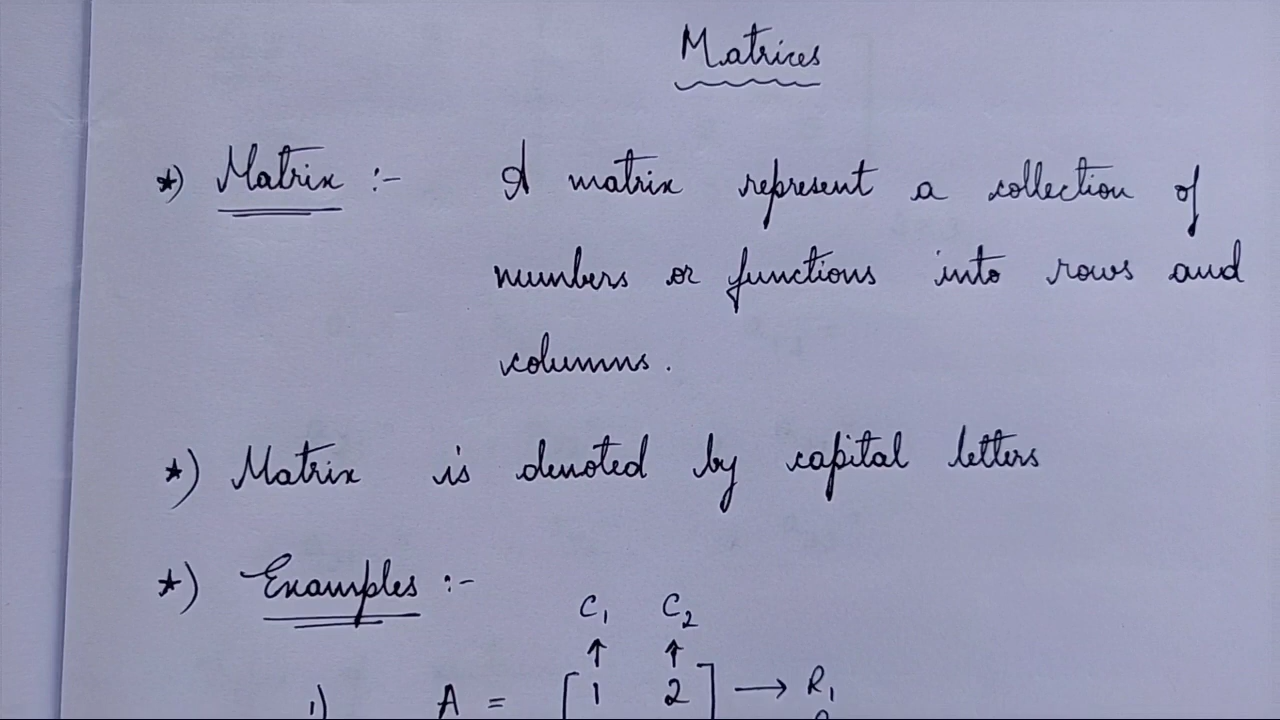 Matrices
*) Matrix :- A matrix represent a collection of
numbers or functions into rows and
columns.
*) Matrix is denoted by capital letters
*) Examples :-
C₁ C₂
↑ ↑
1) A = [ 1 2 ] → R₁